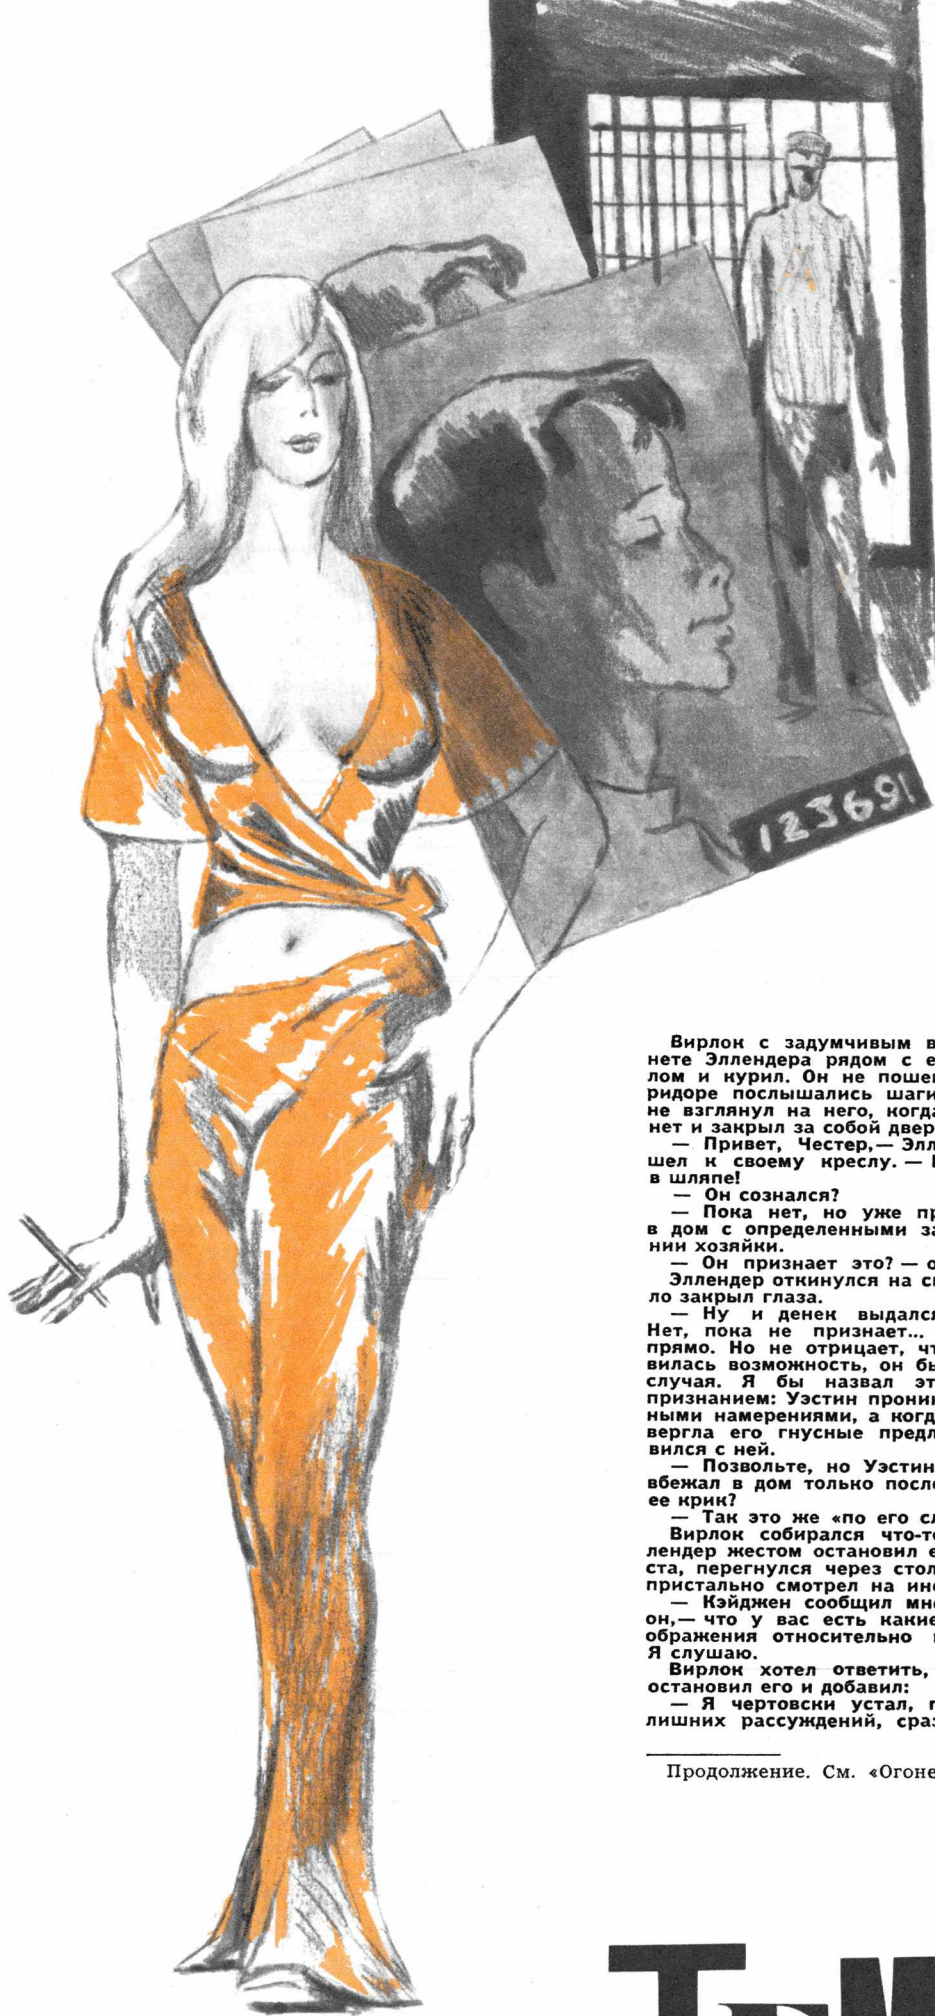 123691
Вирлок с задумчивым в
нете Эллендера рядом с е
лом и курил. Он не поше
ридоре послышались шаги
не взглянул на него, когда
нет и закрыл за собой двер
— Привет, Честер,— Элл
шел к своему креслу. —
в шляпе!
— Он сознался?
— Пока нет, но уже пр
в дом с определенными за
нии хозяйки.
— Он признает это? — о
Эллендер откинулся на сп
ло закрыл глаза.
— Ну и денек выдался
Нет, пока не признает...
прямо. Но не отрицает, чт
вилась возможность, он бы
случая. Я бы назвал эт
признанием: Уэстин проник
ными намерениями, а когд
вергла его гнусные предл
вился с ней.
— Позвольте, но Уэстин
вбежал в дом только после
ее крик?
— Так это же «по его сл
Вирлок собирался что-то
лендер жестом остановил е
ста, перегнулся через стол
пристально смотрел на инс
— Кэйджен сообщил мне
он,— что у вас есть какие
ображения относительно
Я слушаю.
Вирлок хотел ответить,
остановил его и добавил:
— Я чертовски устал, п
лишних рассуждений, сраз
Продолжение. См. «Огоне